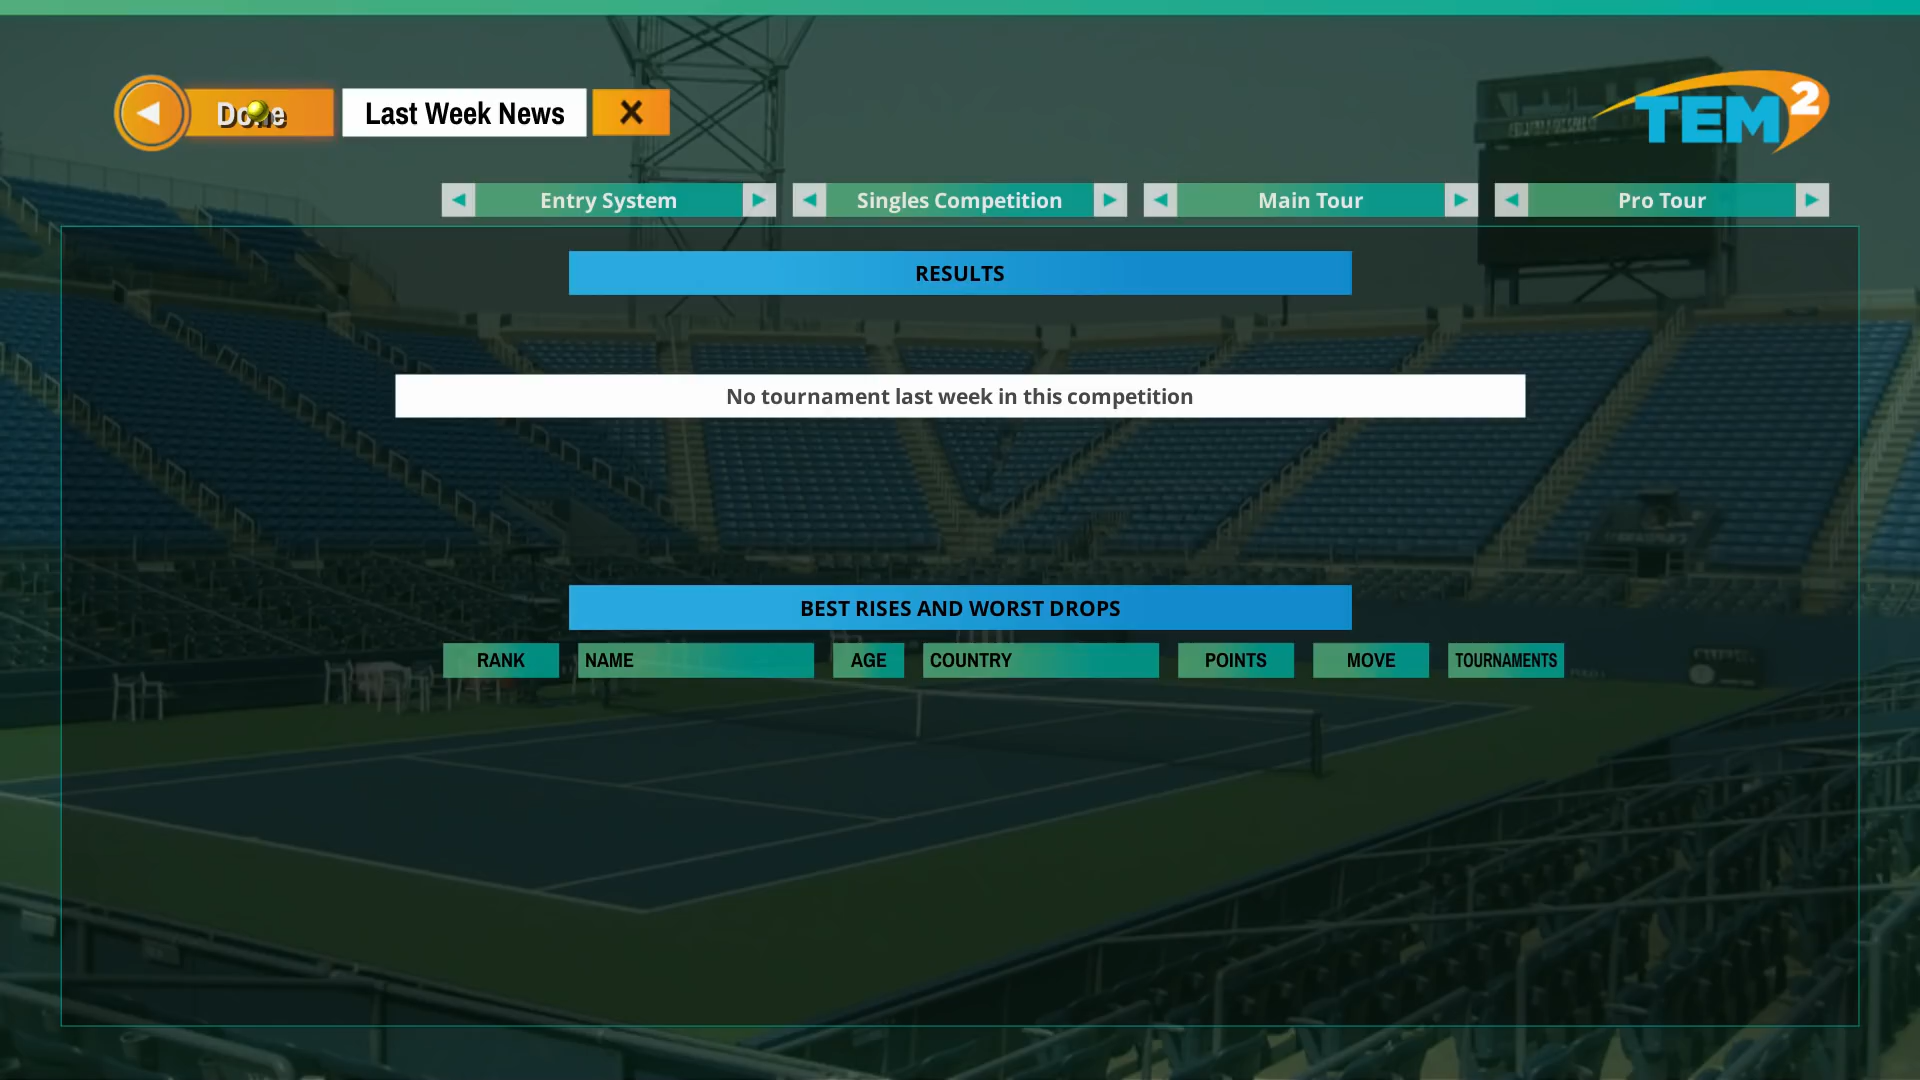 Done
Last Week News
TEM2
Entry System
Singles Competition
Main Tour
Pro Tour
RESULTS
No tournament last week in this competition
BEST RISES AND WORST DROPS
RANK
NAME
AGE
COUNTRY
POINTS
MOVE
TOURNAMENTS